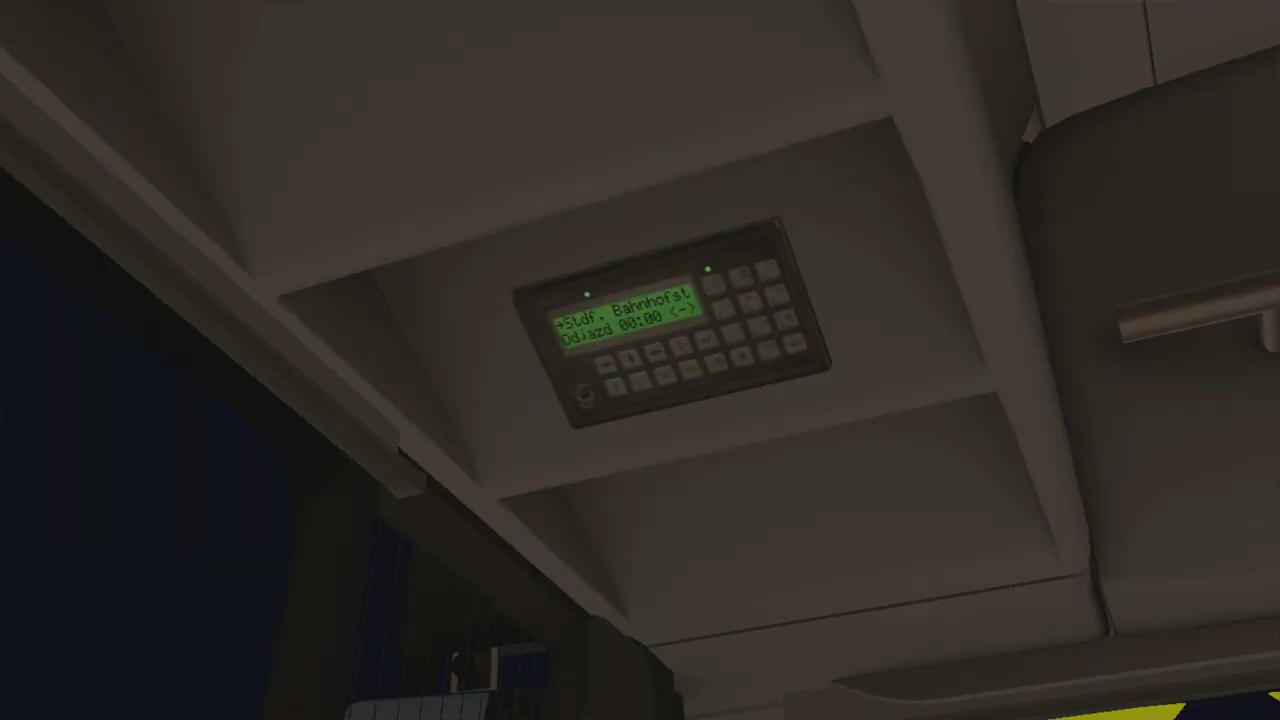 →Stdf. Bahnhofst
Odjazd 00:00 <->